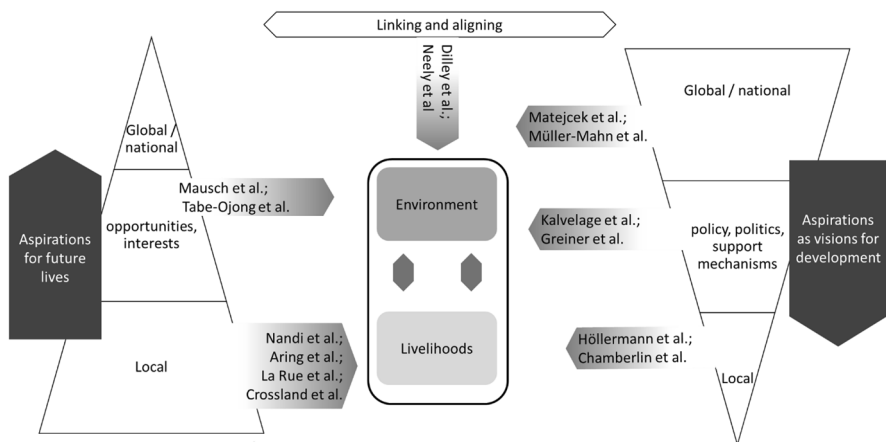 Linking and aligning
Dilley et al.;
Neely et al
Global /
national
Mausch et al.;
Tabe-Ojong et al.
opportunities,
interests
Aspirations
for future
lives
Local
Nandi et al.;
Aring et al.;
La Rue et al.;
Crossland et al.
Environment
Livelihoods
Global / national
Matejcek et al.;
Müller-Mahn et al.
Kalvelage et al.;
Greiner et al.
policy, politics,
support
mechanisms
Aspirations
as visions for
development
Höllermann et al.;
Chamberlin et al.
Local